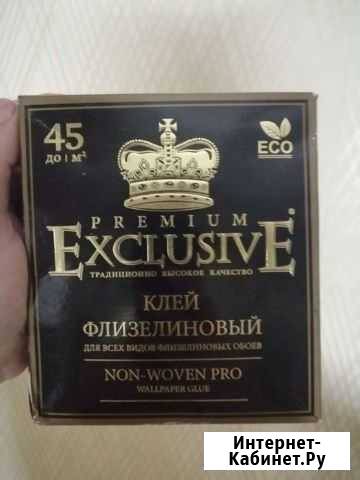 45
ДО | М²
ECO
PREMIUM
EXCLUSIVE
ТРАДИЦИОННО ВЫСОКОЕ КАЧЕСТВО
КЛЕЙ
ФЛИЗЕЛИНОВЫЙ
ДЛЯ ВСЕХ ВИДОВ ФЛИЗЕЛИНОВЫХ ОБОЕВ
NON-WOVEN PRO
WALLPAPER GLUE
Интернет-
Кабинет.Ру